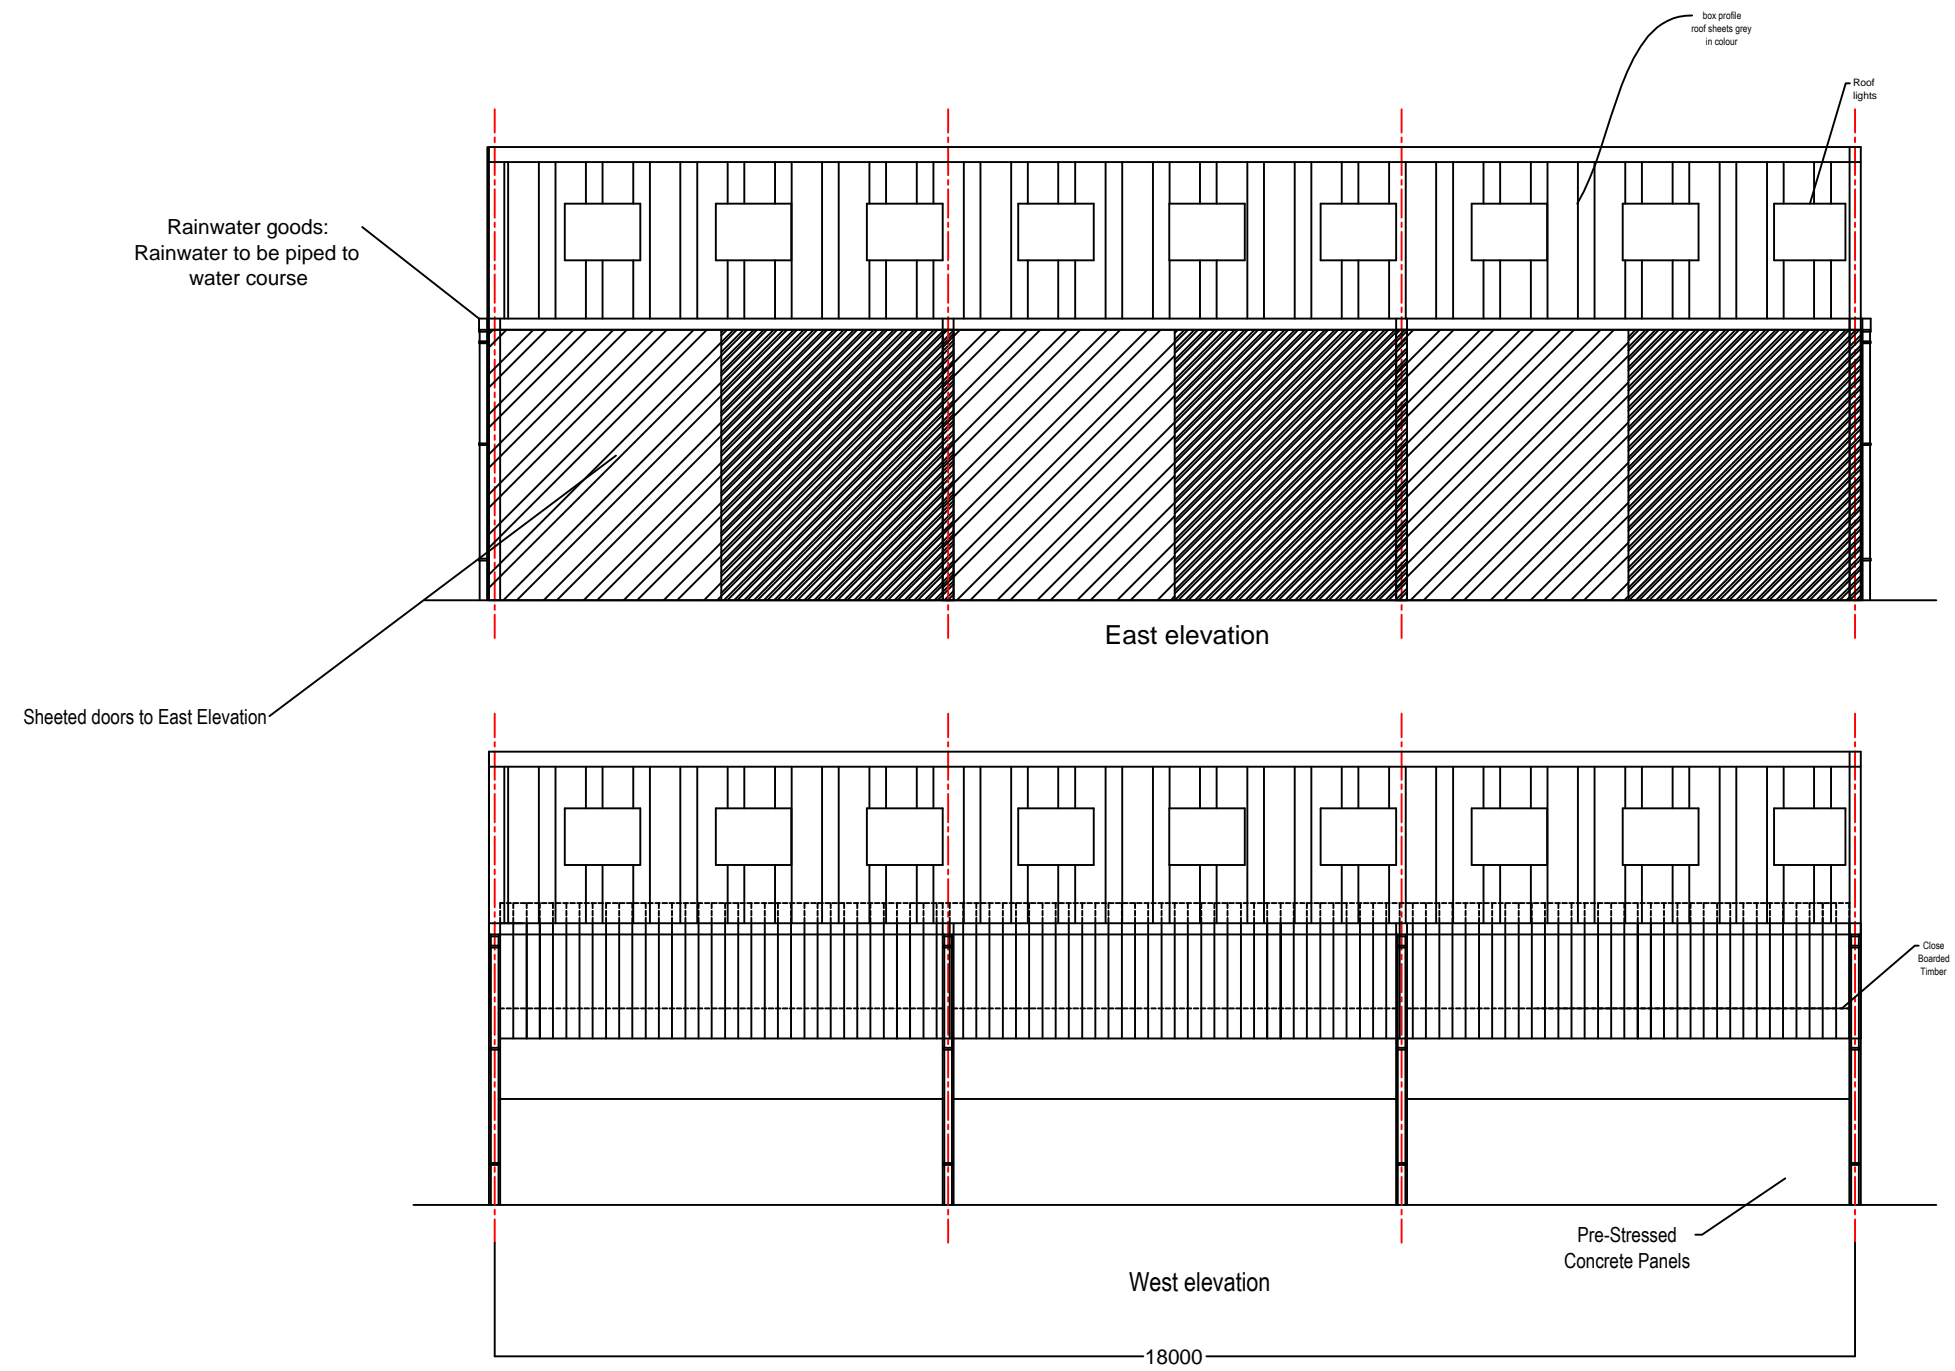 box profile
roof sheets grey
in colour
Roof
lights
Rainwater goods:
Rainwater to be piped to
water course
East elevation
Sheeted doors to East Elevation
Close
Boarded
Timber
Pre-Stressed
Concrete Panels
West elevation
18000